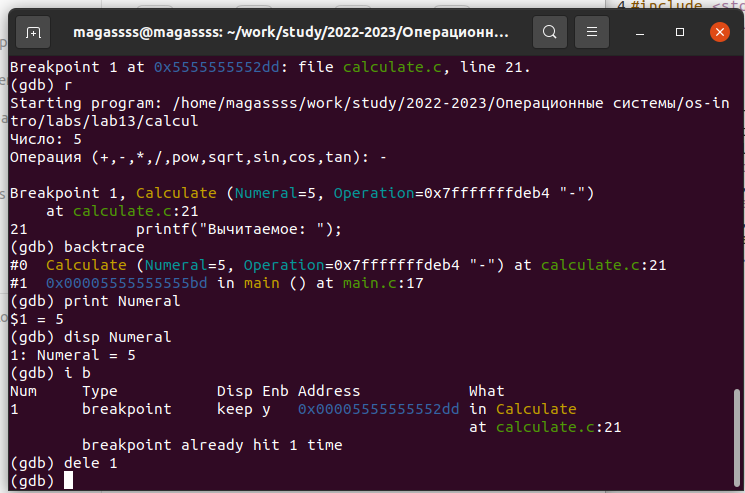 4 #include <sto
magassss@magassss: ~/work/study/2022-2023/Операционн...
Breakpoint 1 at 0x5555555552dd: file calculate.c, line 21.
(gdb) r
Starting program: /home/magassss/work/study/2022-2023/Операционные системы/os-in
tro/labs/lab13/calcul
Число: 5
Операция (+,-,*,/,pow,sqrt,sin,cos,tan): -
Breakpoint 1, Calculate (Numeral=5, Operation=0x7fffffffdeb4 "-")
    at calculate.c:21
21            printf("Вычитаемое: ");
(gdb) backtrace
#0  Calculate (Numeral=5, Operation=0x7fffffffdeb4 "-") at calculate.c:21
#1  0x00005555555555bd in main () at main.c:17
(gdb) print Numeral
$1 = 5
(gdb) disp Numeral
1: Numeral = 5
(gdb) i b
Num     Type           Disp Enb Address            What
1       breakpoint     keep y   0x00005555555552dd in Calculate
                                                   at calculate.c:21
        breakpoint already hit 1 time
(gdb) dele 1
(gdb)